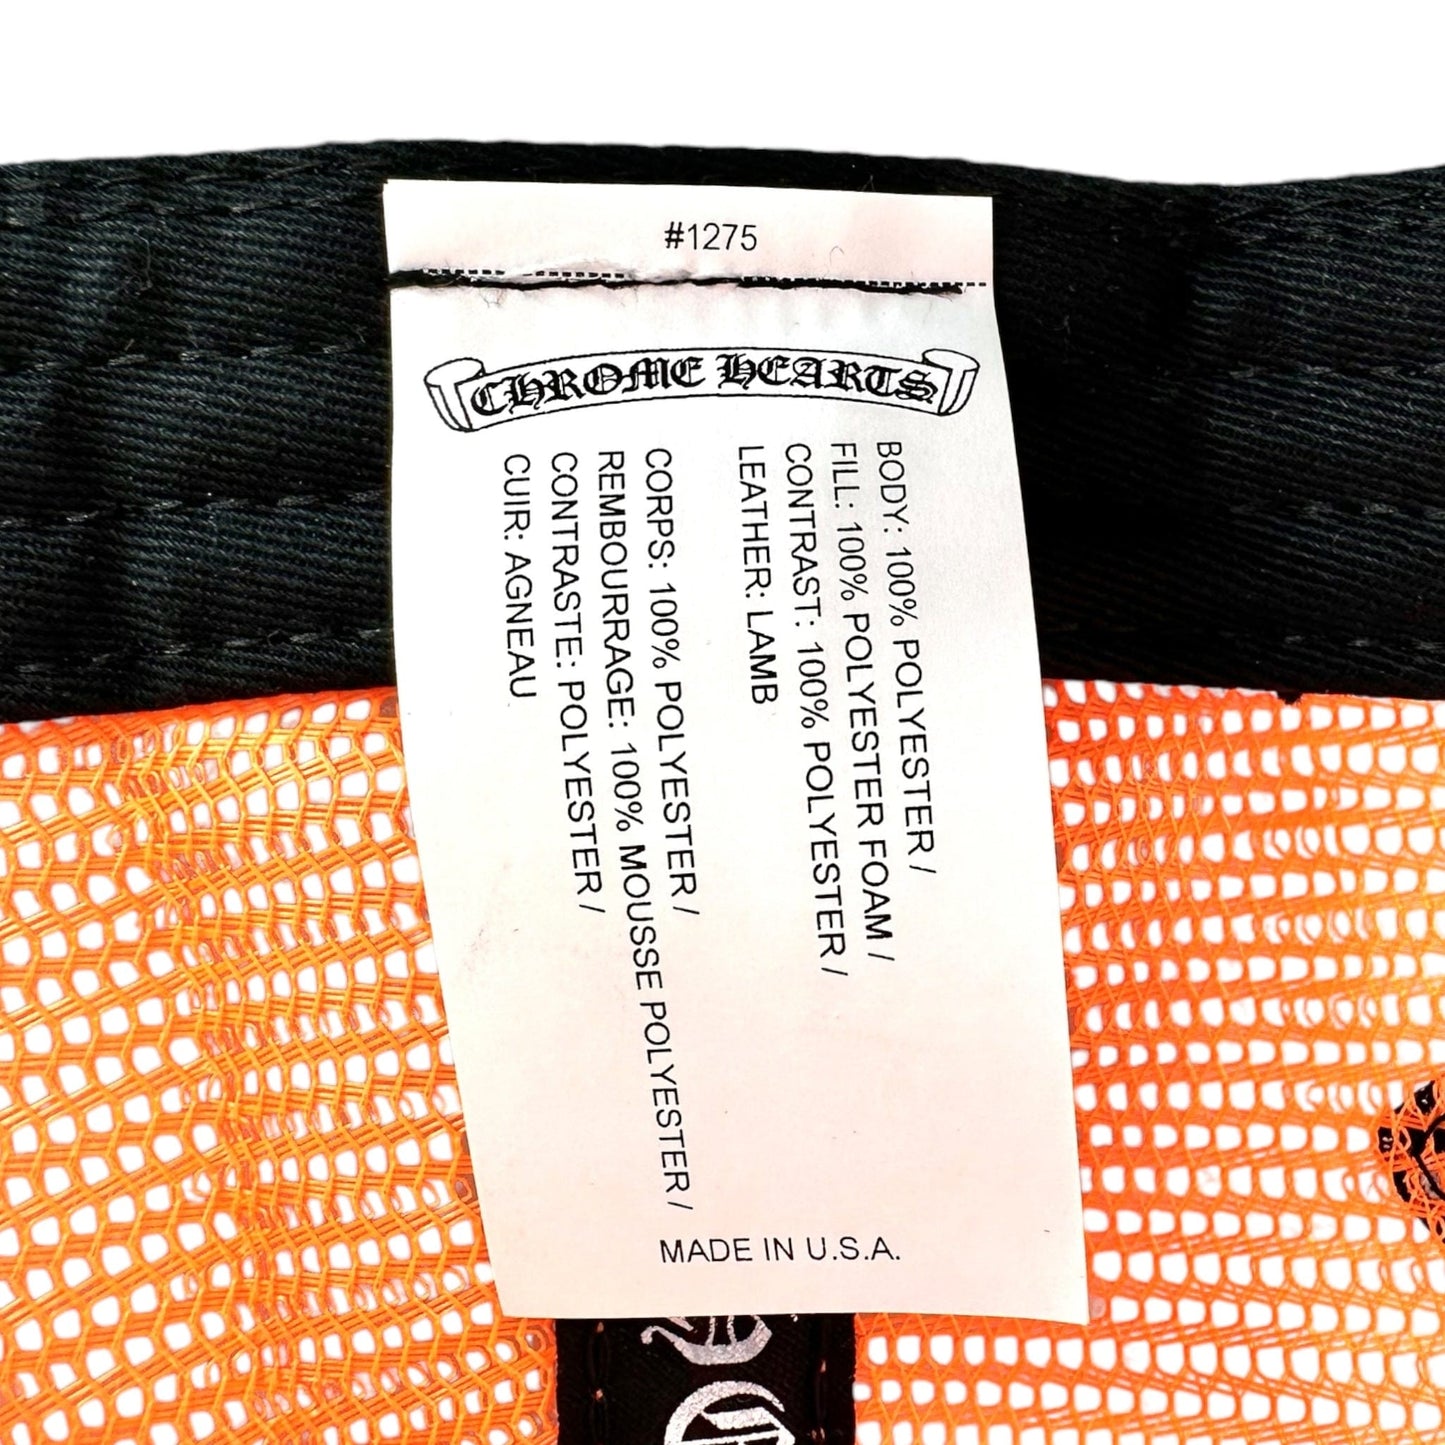 #1275
CHROME HEARTS
BODY: 100% POLYESTER /
FILL: 100% POLYESTER FOAM /
CONTRAST: 100% POLYESTER /
LEATHER: LAMB
CORPS: 100% POLYESTER /
REMBOURRAGE: 100% MOUSSE POLYESTER /
CONTRASTE: POLYESTER /
CUIR: AGNEAU
MADE IN U.S.A.